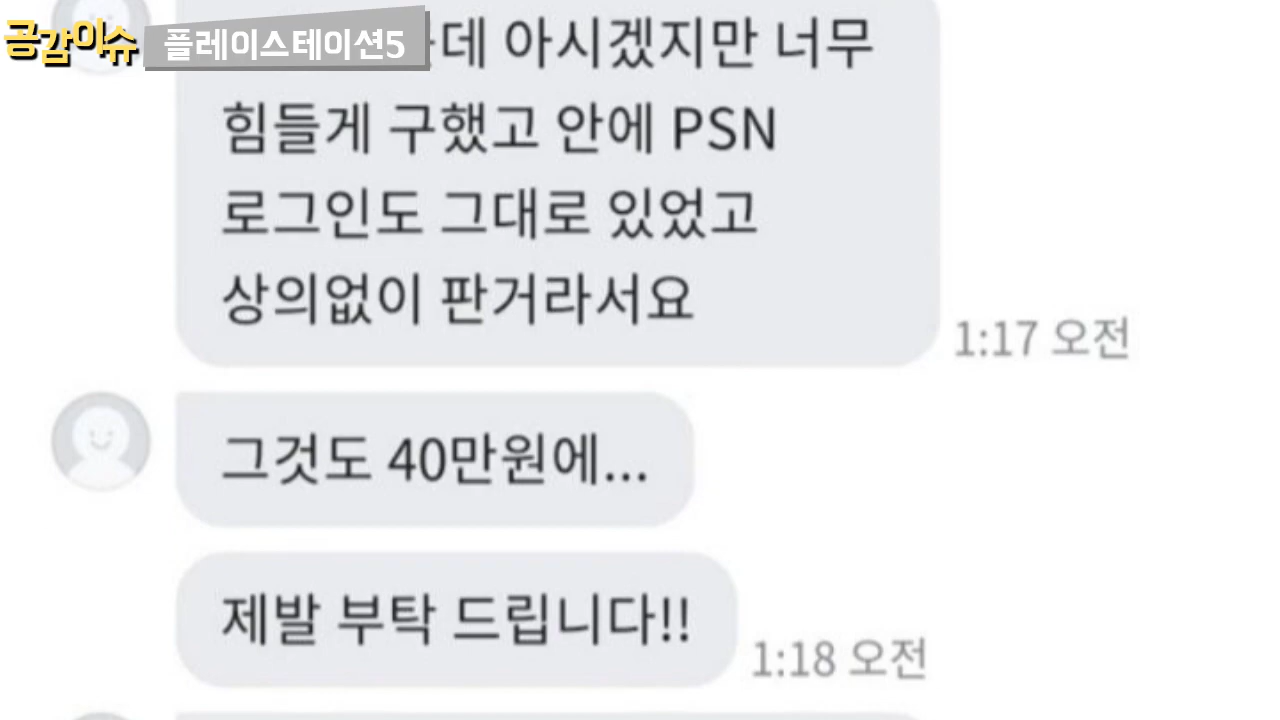 공감이슈
플레이스테이션5
데 아시겠지만 너무
힘들게 구했고 안에 PSN
로그인도 그대로 있었고
상의없이 판거라서요
1:17 오전
그것도 40만원에...
제발 부탁 드립니다!!
1:18 오전